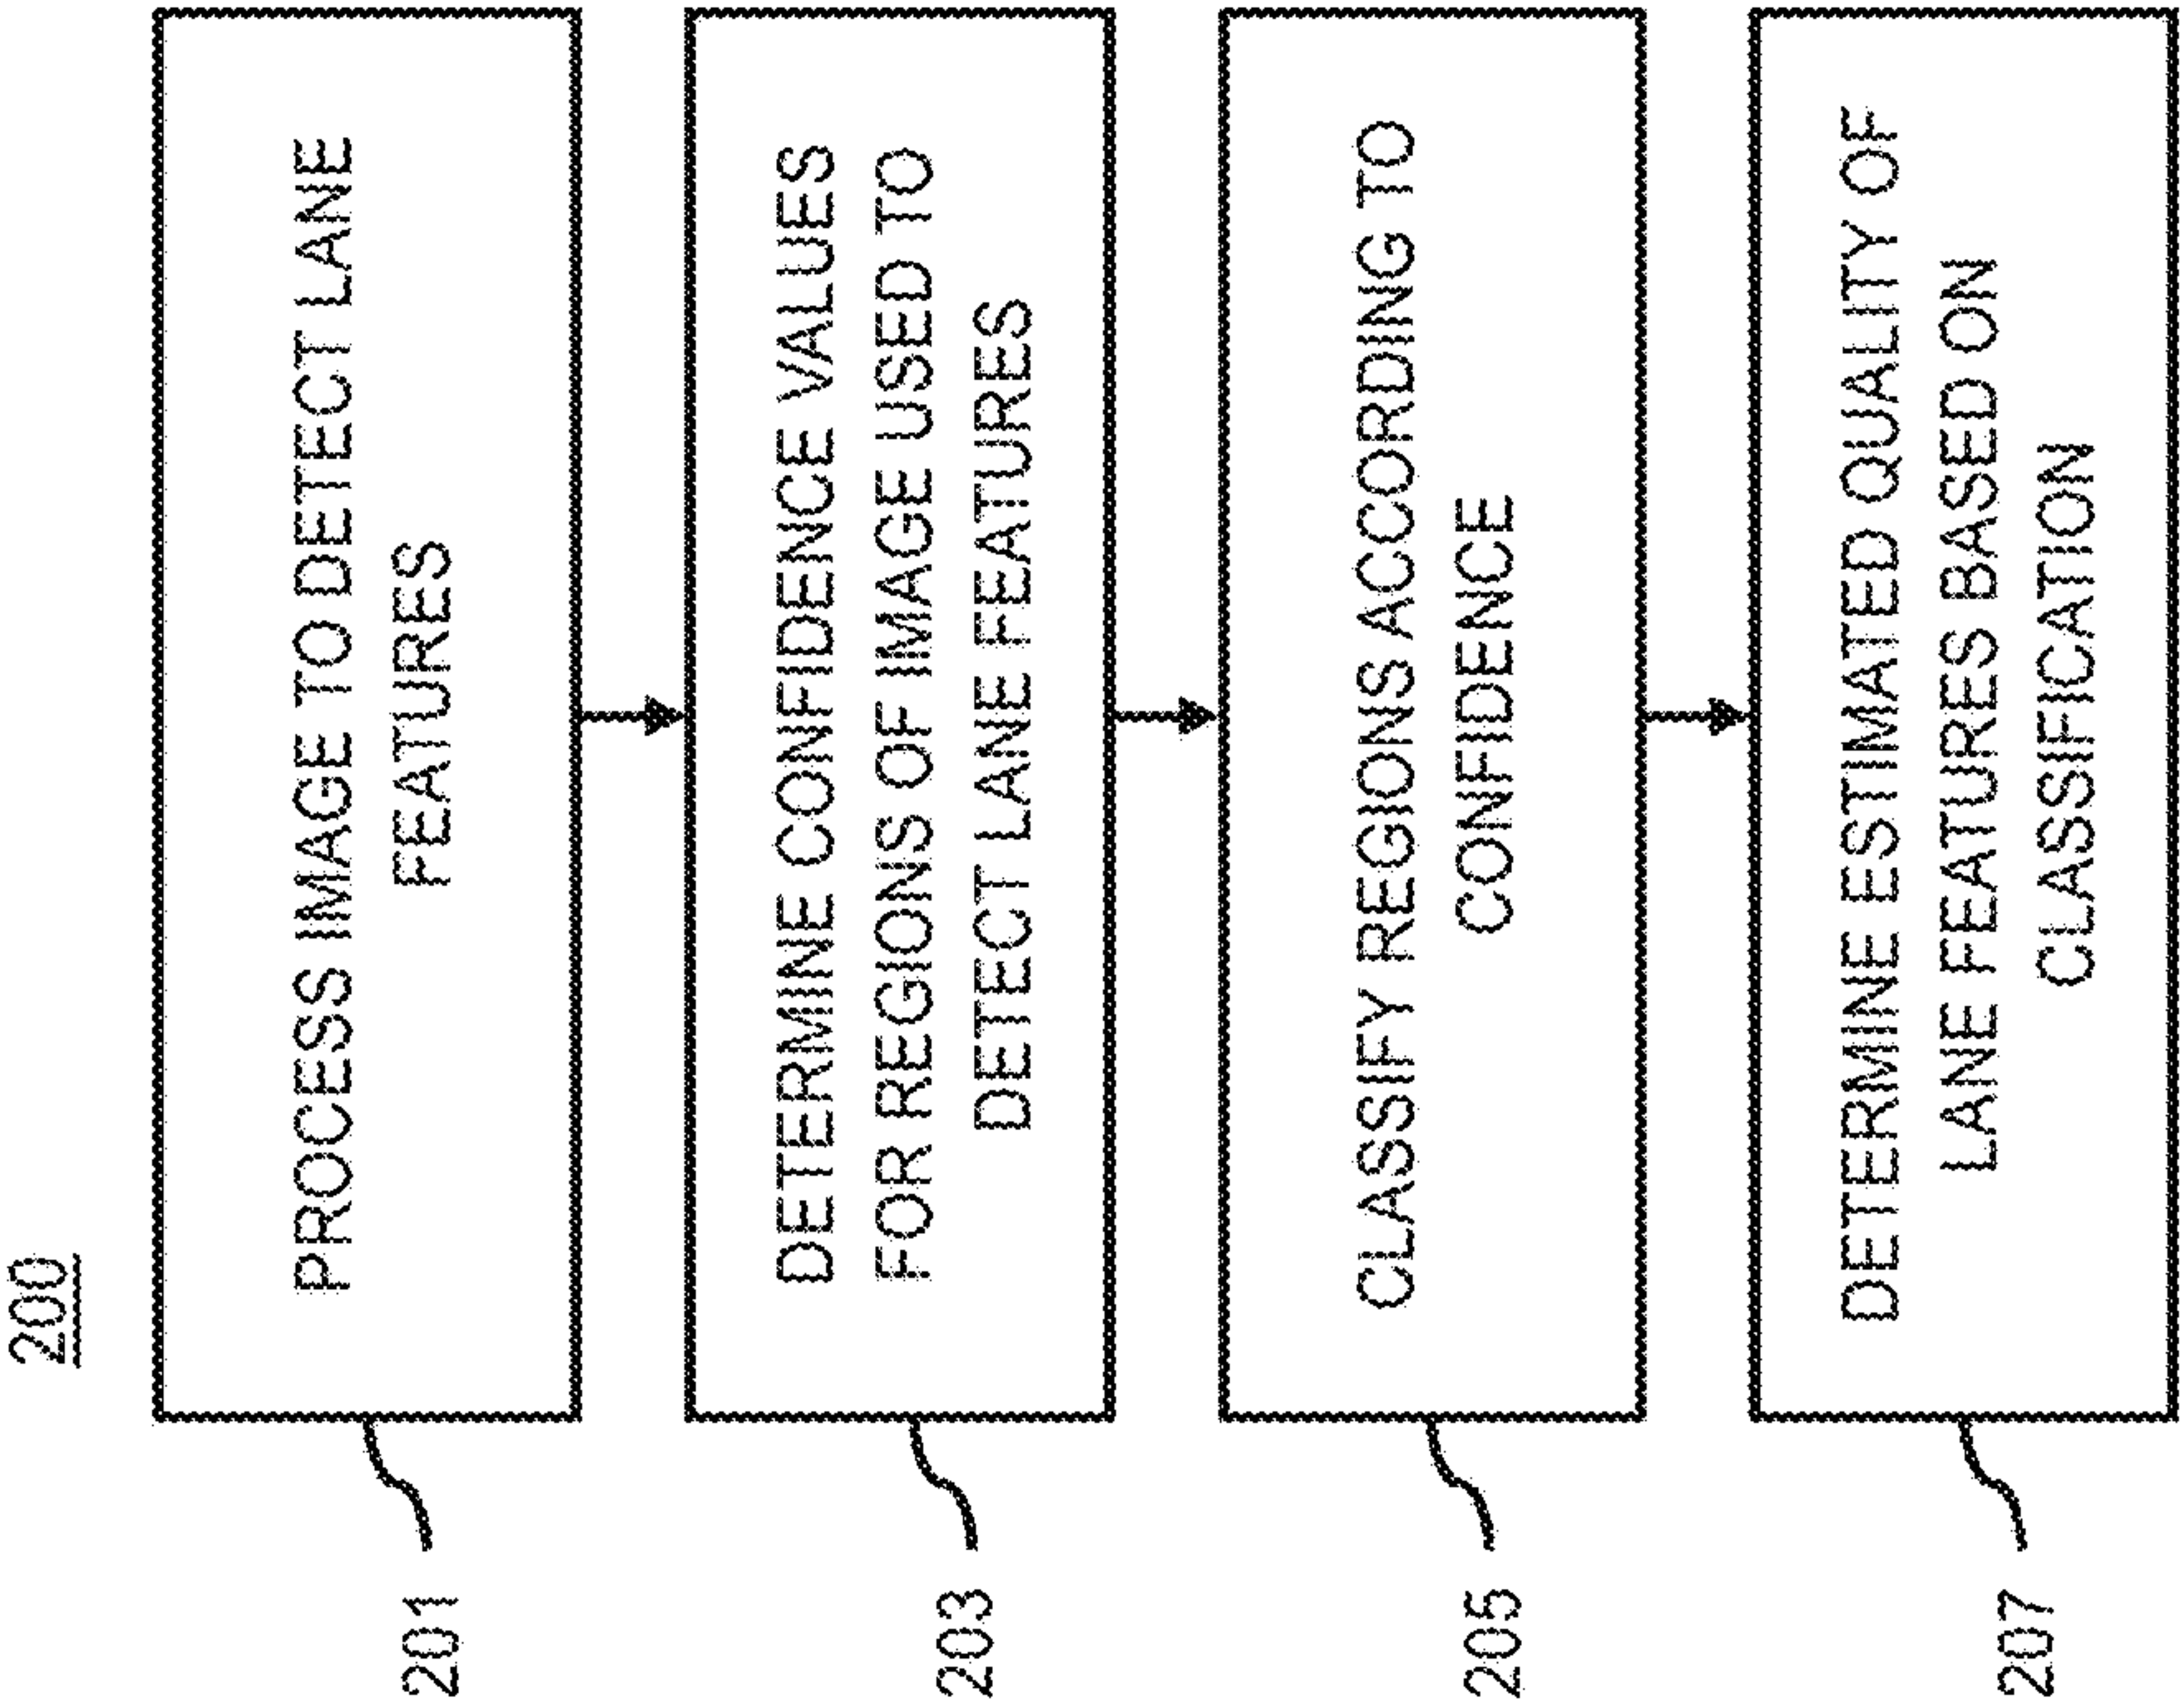 200
201
PROCESS IMAGE TO DETECT LANE
FEATURES
203
DETERMINE CONFIDENCE VALUES
FOR REGIONS OF IMAGE USED TO
DETECT LANE FEATURES
205
CLASSIFY REGIONS ACCORDING TO
CONFIDENCE
207
DETERMINE ESTIMATED QUALITY OF
LANE FEATURES BASED ON
CLASSIFICATION